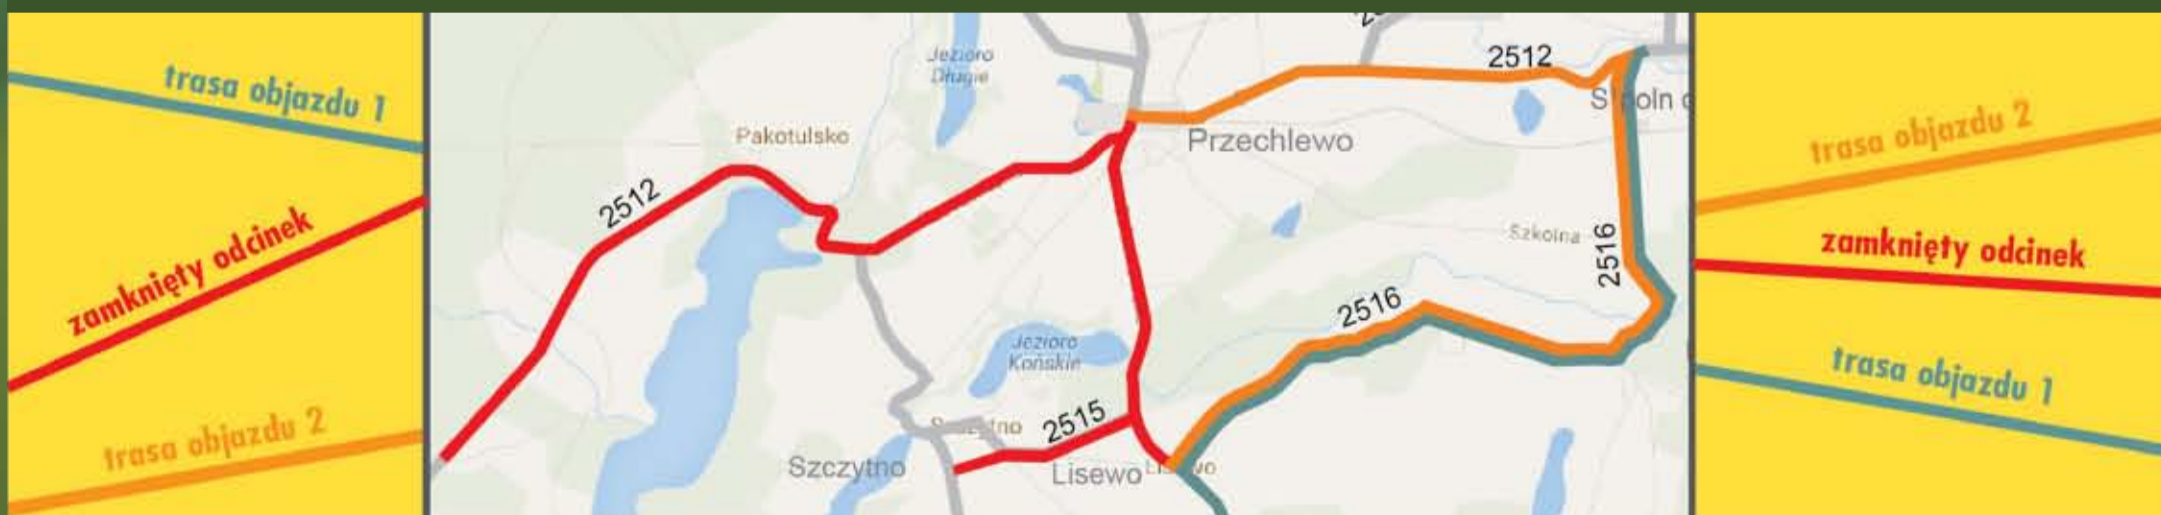 trasa objazdu 1
zamknięty odcinek
trasa objazdu 2
Jezioro
Długie
2512
Pakotulsko
Przechlewo
2512
Szkolna
2516
2516
Jezioro
Końskie
2515
Szczytno
Lisewo
trasa objazdu 2
zamknięty odcinek
trasa objazdu 1